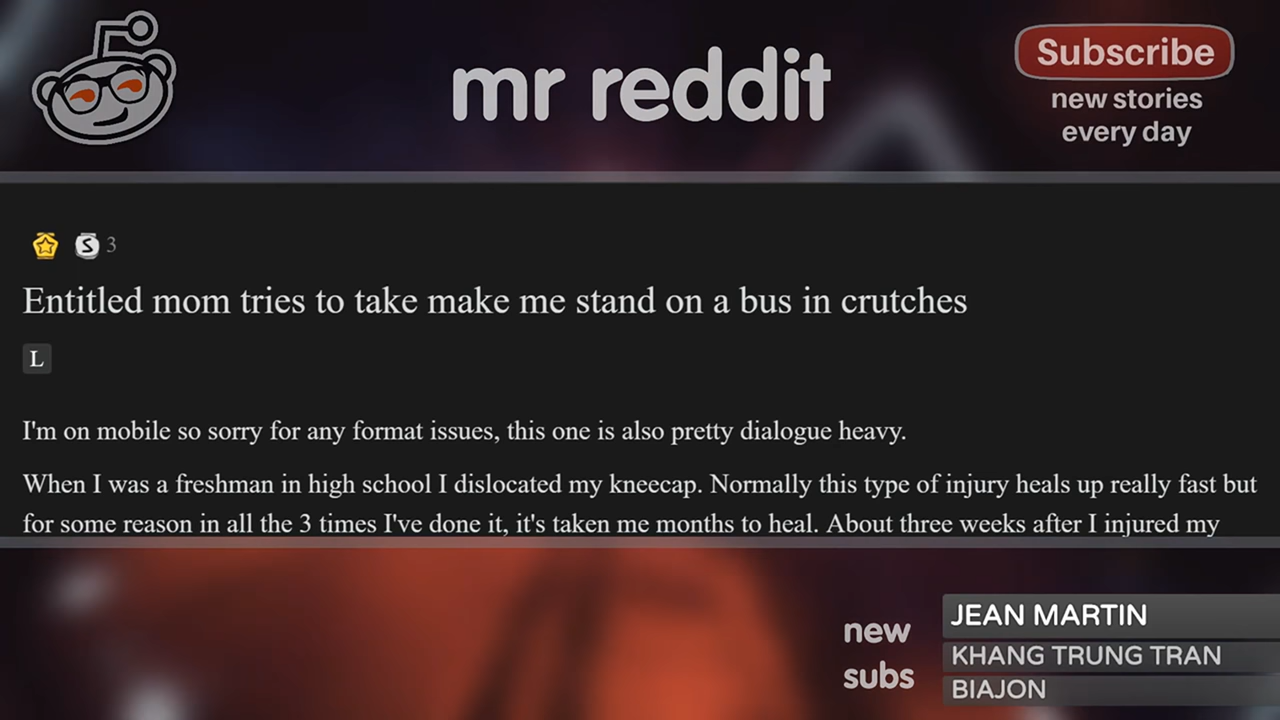 mr reddit
Subscribe
new stories
every day
S 3
Entitled mom tries to take make me stand on a bus in crutches
L
I'm on mobile so sorry for any format issues, this one is also pretty dialogue heavy.
When I was a freshman in high school I dislocated my kneecap. Normally this type of injury heals up really fast but
for some reason in all the 3 times I've done it, it's taken me months to heal. About three weeks after I injured my
new
subs
JEAN MARTIN
KHANG TRUNG TRAN
BIAJON